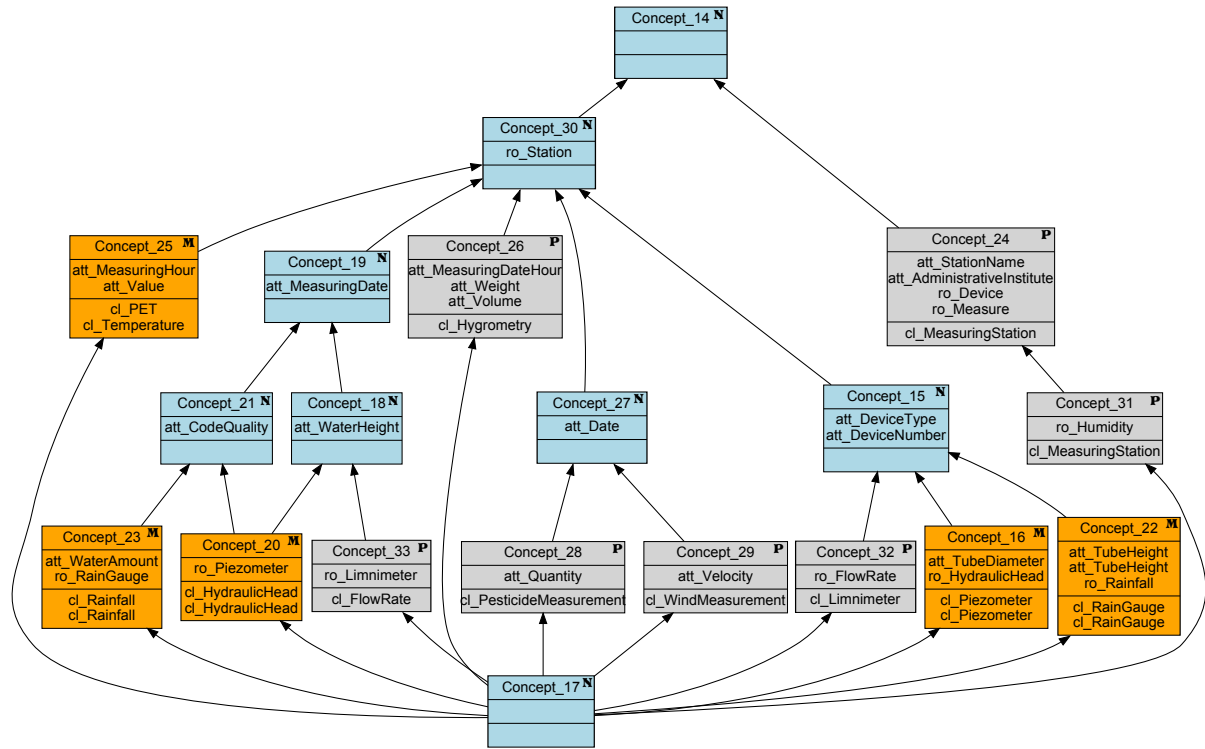 Concept_14 N
Concept_30 N
ro_Station
Concept_25 M
att_MeasuringHour
att_Value
cl_PET
cl_Temperature
Concept_19 N
att_MeasuringDate
Concept_26 P
att_MeasuringDateHour
att_Weight
att_Volume
cl_Hygrometry
Concept_24 P
att_StationName
att_AdministrativeInstitute
ro_Device
ro_Measure
cl_MeasuringStation
Concept_21 N
att_CodeQuality
Concept_18 N
att_WaterHeight
Concept_27 N
att_Date
Concept_15 N
att_DeviceType
att_DeviceNumber
Concept_31 P
ro_Humidity
cl_MeasuringStation
Concept_23 M
att_WaterAmount
ro_RainGauge
cl_Rainfall
cl_Rainfall
Concept_20 M
ro_Piezometer
cl_HydraulicHead
cl_HydraulicHead
Concept_33 P
ro_Limnimeter
cl_FlowRate
Concept_28 P
att_Quantity
cl_PesticideMeasurement
Concept_29 P
att_Velocity
cl_WindMeasurement
Concept_32 P
ro_FlowRate
cl_Limnimeter
Concept_16 M
att_TubeDiameter
ro_HydraulicHead
cl_Piezometer
cl_Piezometer
Concept_22 M
att_TubeHeight
att_TubeHeight
ro_Rainfall
cl_RainGauge
cl_RainGauge
Concept_17 N